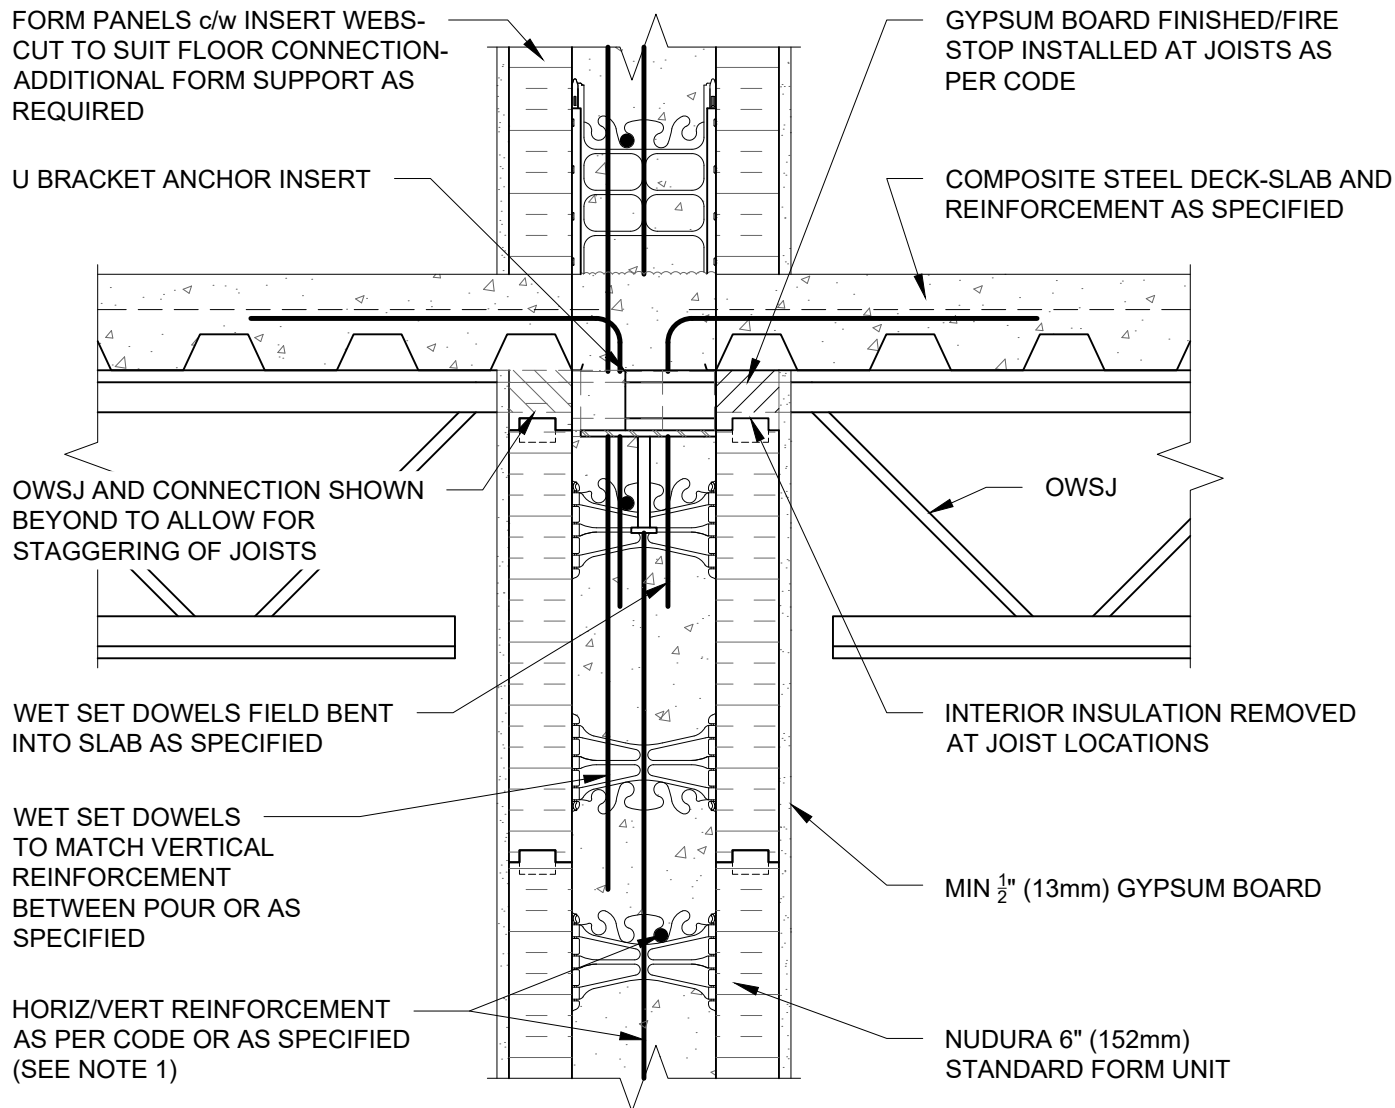 FORM PANELS c/w INSERT WEBS-
CUT TO SUIT FLOOR CONNECTION-
ADDITIONAL FORM SUPPORT AS
REQUIRED
U BRACKET ANCHOR INSERT
OWSJ AND CONNECTION SHOWN
BEYOND TO ALLOW FOR
STAGGERING OF JOISTS
WET SET DOWELS FIELD BENT
INTO SLAB AS SPECIFIED
WET SET DOWELS
TO MATCH VERTICAL
REINFORCEMENT
BETWEEN POUR OR AS
SPECIFIED
HORIZ/VERT REINFORCEMENT
AS PER CODE OR AS SPECIFIED
(SEE NOTE 1)
GYPSUM BOARD FINISHED/FIRE
STOP INSTALLED AT JOISTS AS
PER CODE
COMPOSITE STEEL DECK-SLAB AND
REINFORCEMENT AS SPECIFIED
OWSJ
INTERIOR INSULATION REMOVED
AT JOIST LOCATIONS
MIN 1/2" (13mm) GYPSUM BOARD
NUDURA 6" (152mm)
STANDARD FORM UNIT